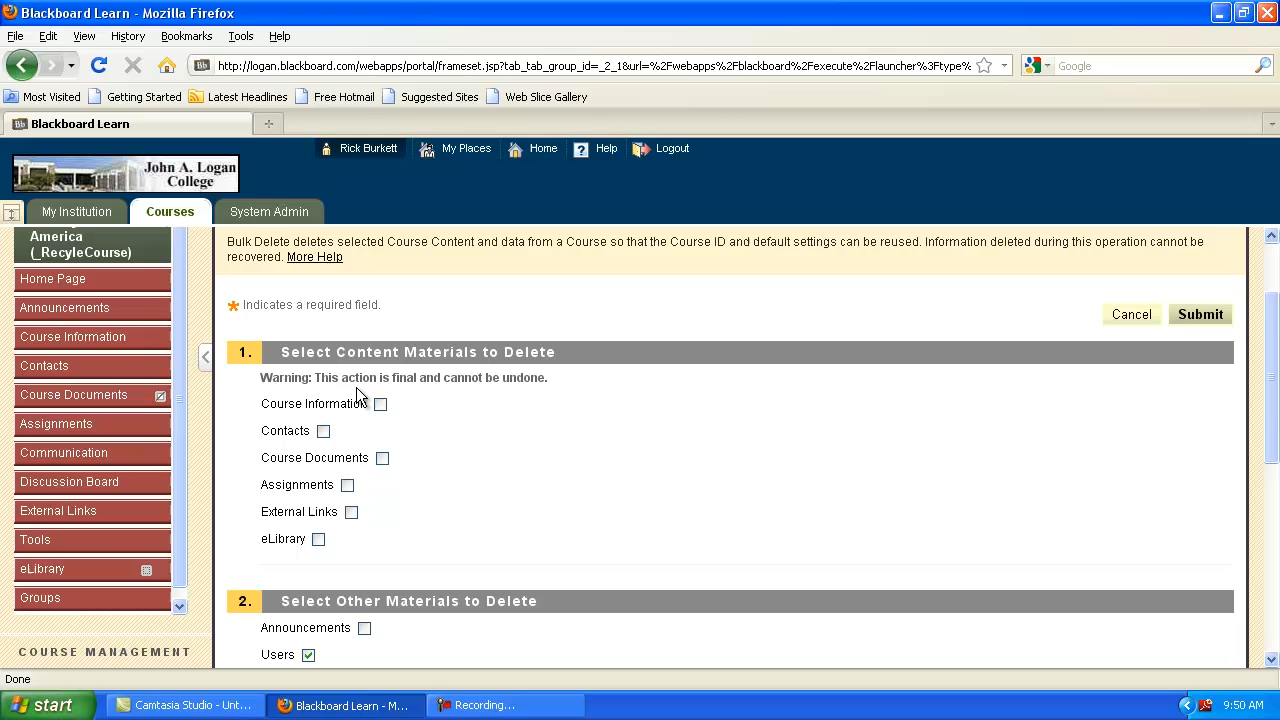 Blackboard Learn - Mozilla Firefox
File Edit View History Bookmarks Tools Help
Bb http://logan.blackboard.com/webapps/portal/frameset.jsp?tab_tab_group_id=_2_1&url=%2Fwebapps%2Fblackboard%2Fexecute%2Flauncher%3Ftype% Google
Most Visited Getting Started Latest Headlines Free Hotmail Suggested Sites Web Slice Gallery
Bb Blackboard Learn
Rick Burkett My Places Home Help Logout
John A. Logan
College
My Institution Courses System Admin
America
(_RecyleCourse)
Home Page
Announcements
Course Information
Contacts
Course Documents
Assignments
Communication
Discussion Board
External Links
Tools
eLibrary
Groups
COURSE MANAGEMENT
Bulk Delete deletes selected Course Content and data from a Course so that the Course ID and default settings can be reused. Information deleted during this operation cannot be
recovered. More Help
* Indicates a required field.
Cancel Submit
1. Select Content Materials to Delete
Warning: This action is final and cannot be undone.
Course Information
Contacts
Course Documents
Assignments
External Links
eLibrary
2. Select Other Materials to Delete
Announcements
Users
Done
start Camtasia Studio - Unt... Blackboard Learn - M... Recording... 9:50 AM